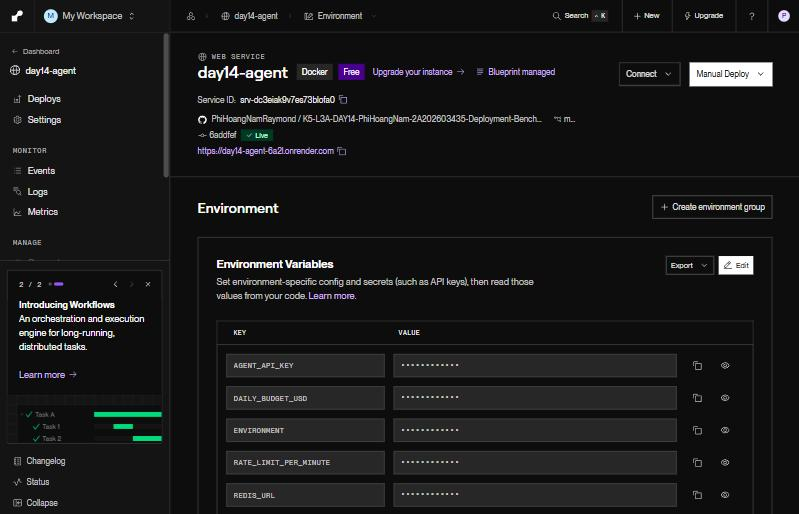 M My Workspace
day14-agent
Environment
Search
K
+ New
Upgrade
?
P
← Dashboard
day14-agent
Deploys
Settings
MONITOR
Events
Logs
Metrics
MANAGE
2 / 2
Introducing Workflows
An orchestration and execution
engine for long-running,
distributed tasks.
Learn more →
Task A
Task 1
Task 2
Changelog
Status
Collapse
WEB SERVICE
day14-agent Docker Free Upgrade your instance → Blueprint managed
Connect
Manual Deploy
Service ID: srv-dc3eiak9v7es73blofa0
PhiHoangNamRaymond / K5-L3A-DAY14-PhiHoangNam-2A202603435-Deployment-Bench... m...
6addfef Live
https://day14-agent-6a2l.onrender.com
Environment
+ Create environment group
Environment Variables
Export
Edit
Set environment-specific config and secrets (such as API keys), then read those
values from your code. Learn more.
KEY VALUE
AGENT_API_KEY ••••••••••••
DAILY_BUDGET_USD ••••••••••••
ENVIRONMENT ••••••••••••
RATE_LIMIT_PER_MINUTE ••••••••••••
REDIS_URL ••••••••••••